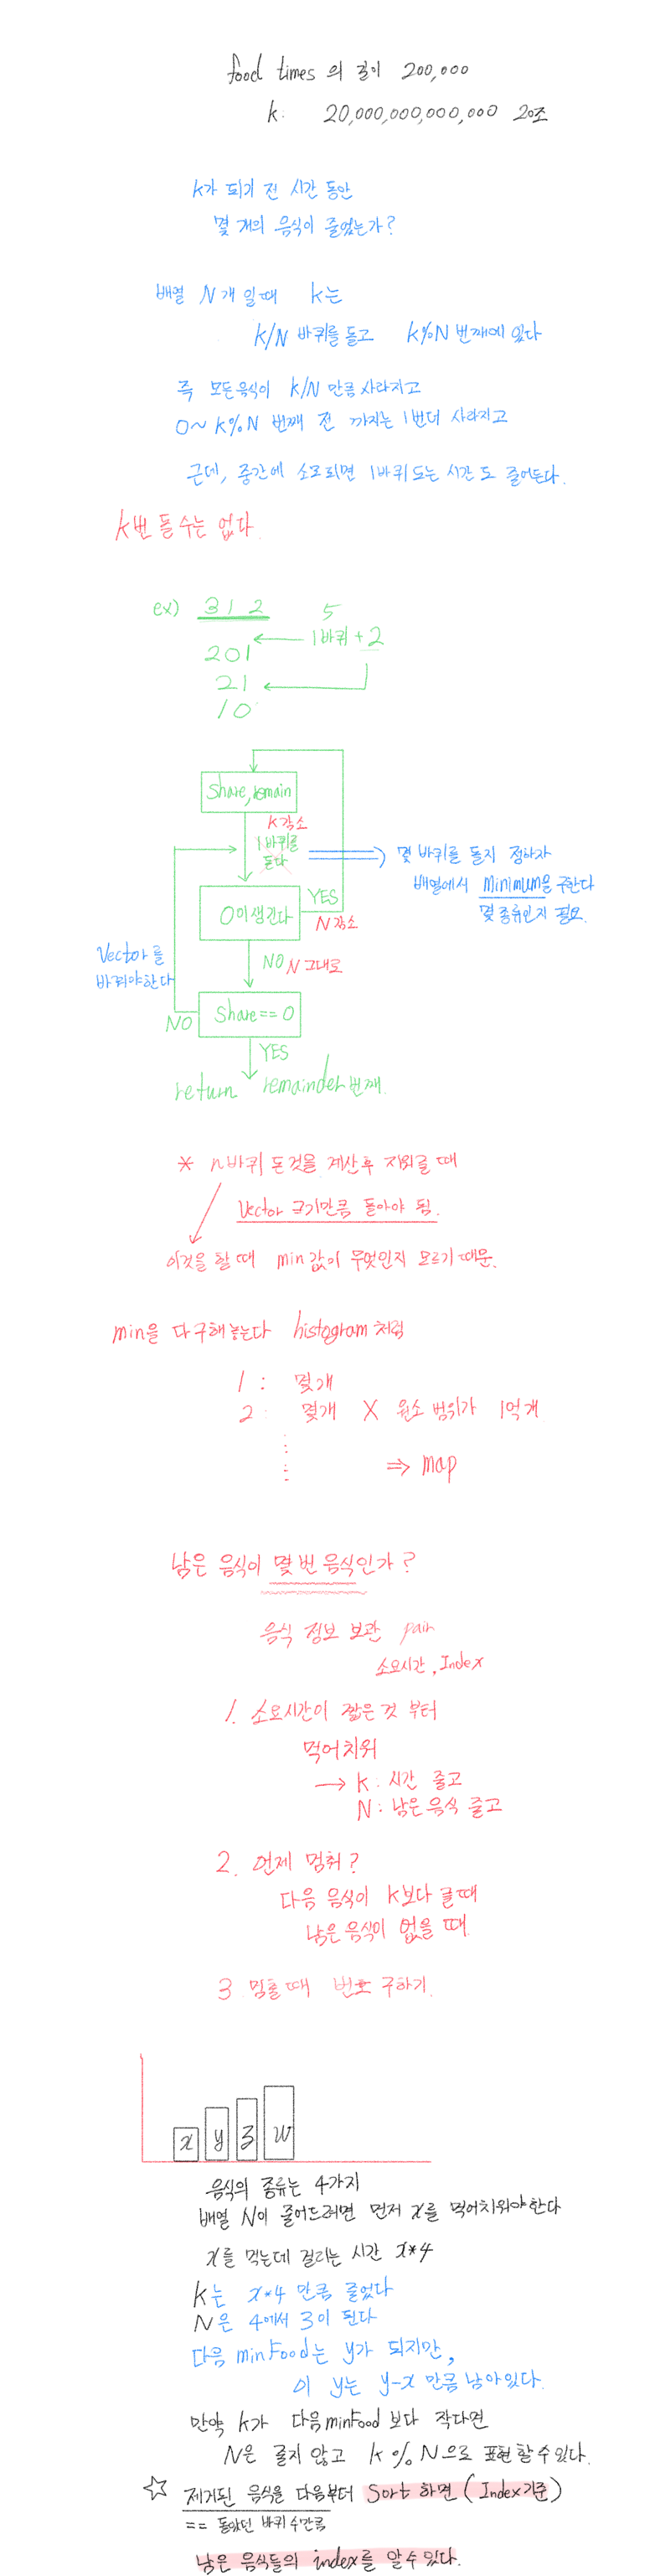 food times 의 길이 200,000
k: 20,000,000,000,000 20조
k가 되기 전 시간 동안
몇 개의 음식이 줄었는가?
배열 N개 일때 k는
k/N 바퀴를 돌고 k%N 번째에 있다
즉 모든음식이 k/N 만큼 사라지고
0~ k%N 번째 전 까지는 1번더 사라지고
근데, 중간에 소모되면 1바퀴 도는 시간도 줄어든다.
k번 돌 수는 없다.
ex) 3 1 2 5
2 0 1 ← 1바퀴 + 2
2 1
1 0
Share, remain
k감소
1바퀴를
돈다
몇 바퀴를 돌지 정하자
배열에서 minimum을 구한다
몇 종류인지 필요.
0이생긴다
YES
N감소
Vector를
바꿔야한다
NO N 그대로
Share == 0
NO
YES
return remainder번째.
* n바퀴 돈것을 계산후 지워줄 때
Vector 크기만큼 돌아야 됨.
이것을 할 때 min 값이 무엇인지 모르기 때문.
min을 다구해놓는다 histogram 처럼
1 : 몇개
2 : 몇개 X 원소 범위가 1억개
⇒ map
남은 음식이 몇 번 음식인가?
음식 정보 보관 pair
소요시간, Index
1. 소요시간이 짧은것 부터
먹어치워
→ k : 시간 줄고
N : 남은 음식 줄고
2. 언제 멈춰?
다음 음식이 k보다 클때
남은 음식이 없을 때
3 멈출때 번호 구하기.
x y z w
음식의 종류는 4가지
배열 N이 줄어드려면 먼저 x를 먹어치워야한다
x를 먹는데 걸리는 시간 x*4
k는 x*4 만큼 줄었다
N은 4에서 3이 된다
다음 minFood는 y가 되지만,
이 y는 y-x 만큼 남아있다.
만약 k가 다음 minFood 보다 작다면
N은 줄지 않고 k % N으로 표현 할 수 있다.
☆ 제거된 음식을 다음부터 Sort 하면 (Index기준)
== 돌았던 바퀴 수만큼
남은 음식들의 index를 알 수 있다.